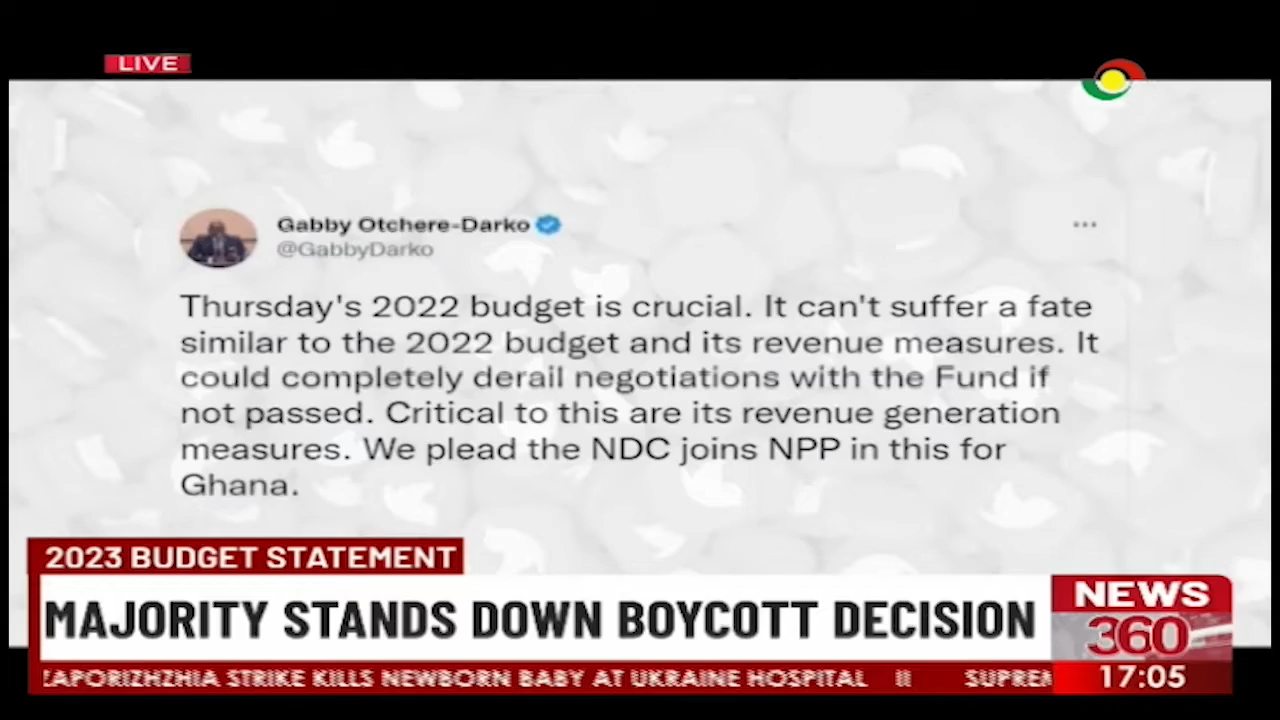 LIVE
Gabby Otchere-Darko
@GabbyDarko
Thursday's 2022 budget is crucial. It can't suffer a fate
similar to the 2022 budget and its revenue measures. It
could completely derail negotiations with the Fund if
not passed. Critical to this are its revenue generation
measures. We plead the NDC joins NPP in this for
Ghana.
2023 BUDGET STATEMENT
MAJORITY STANDS DOWN BOYCOTT DECISION
NEWS
360
ZAPORIZHZHIA STRIKE KILLS NEWBORN BABY AT UKRAINE HOSPITAL || SUPREM
17:05